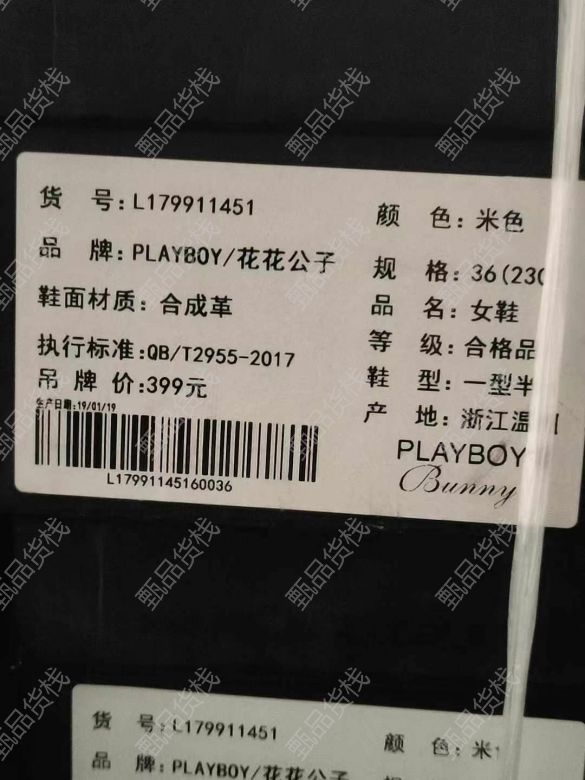 货 号:L179911451
品 牌:PLAYBOY/花花公子
鞋面材质:合成革
执行标准:QB/T2955-2017
吊 牌 价:399元
生产日期:19/01/19
L17991145160036
颜 色:米色
规 格:36(230
品 名:女鞋
等 级:合格品
鞋 型:一型半
产 地:浙江温
PLAYBOY
Bunny
货 号:L179911451
品 牌:PLAYBOY/花花公子
颜 色:米
甄品货栈